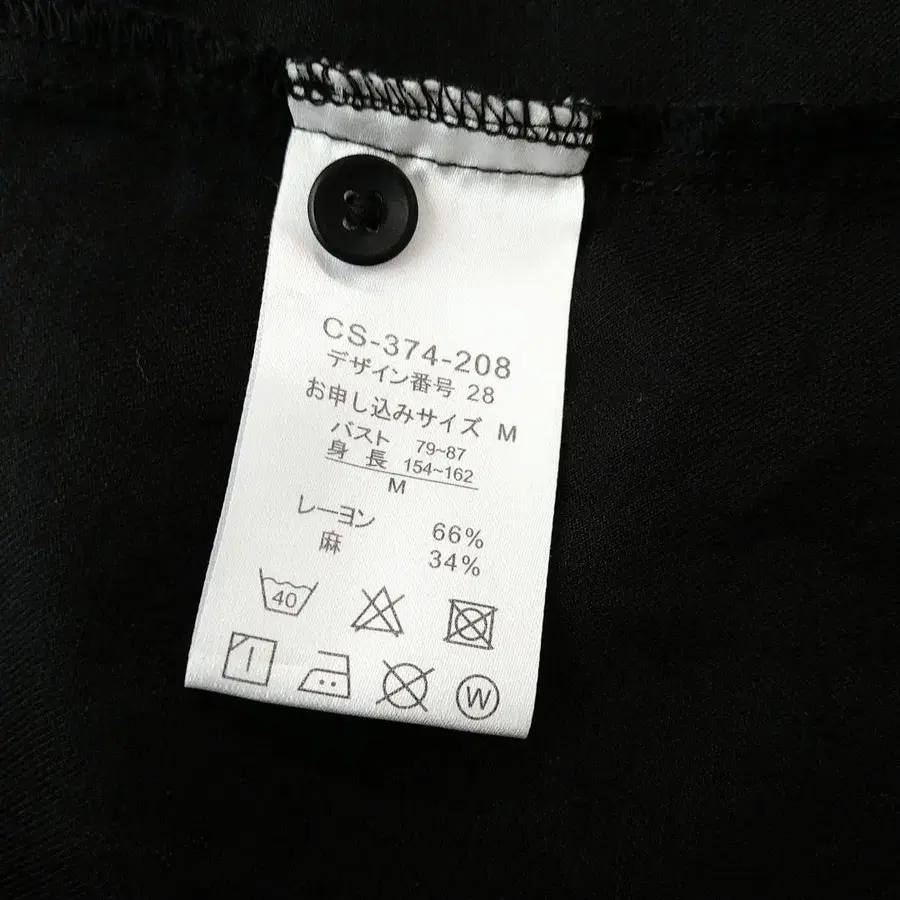 CS-374-208
デザイン番号 28
お申し込みサイズ M
バスト 79~87
身 長 154~162
M
レーヨン 66%
麻 34%
40
W